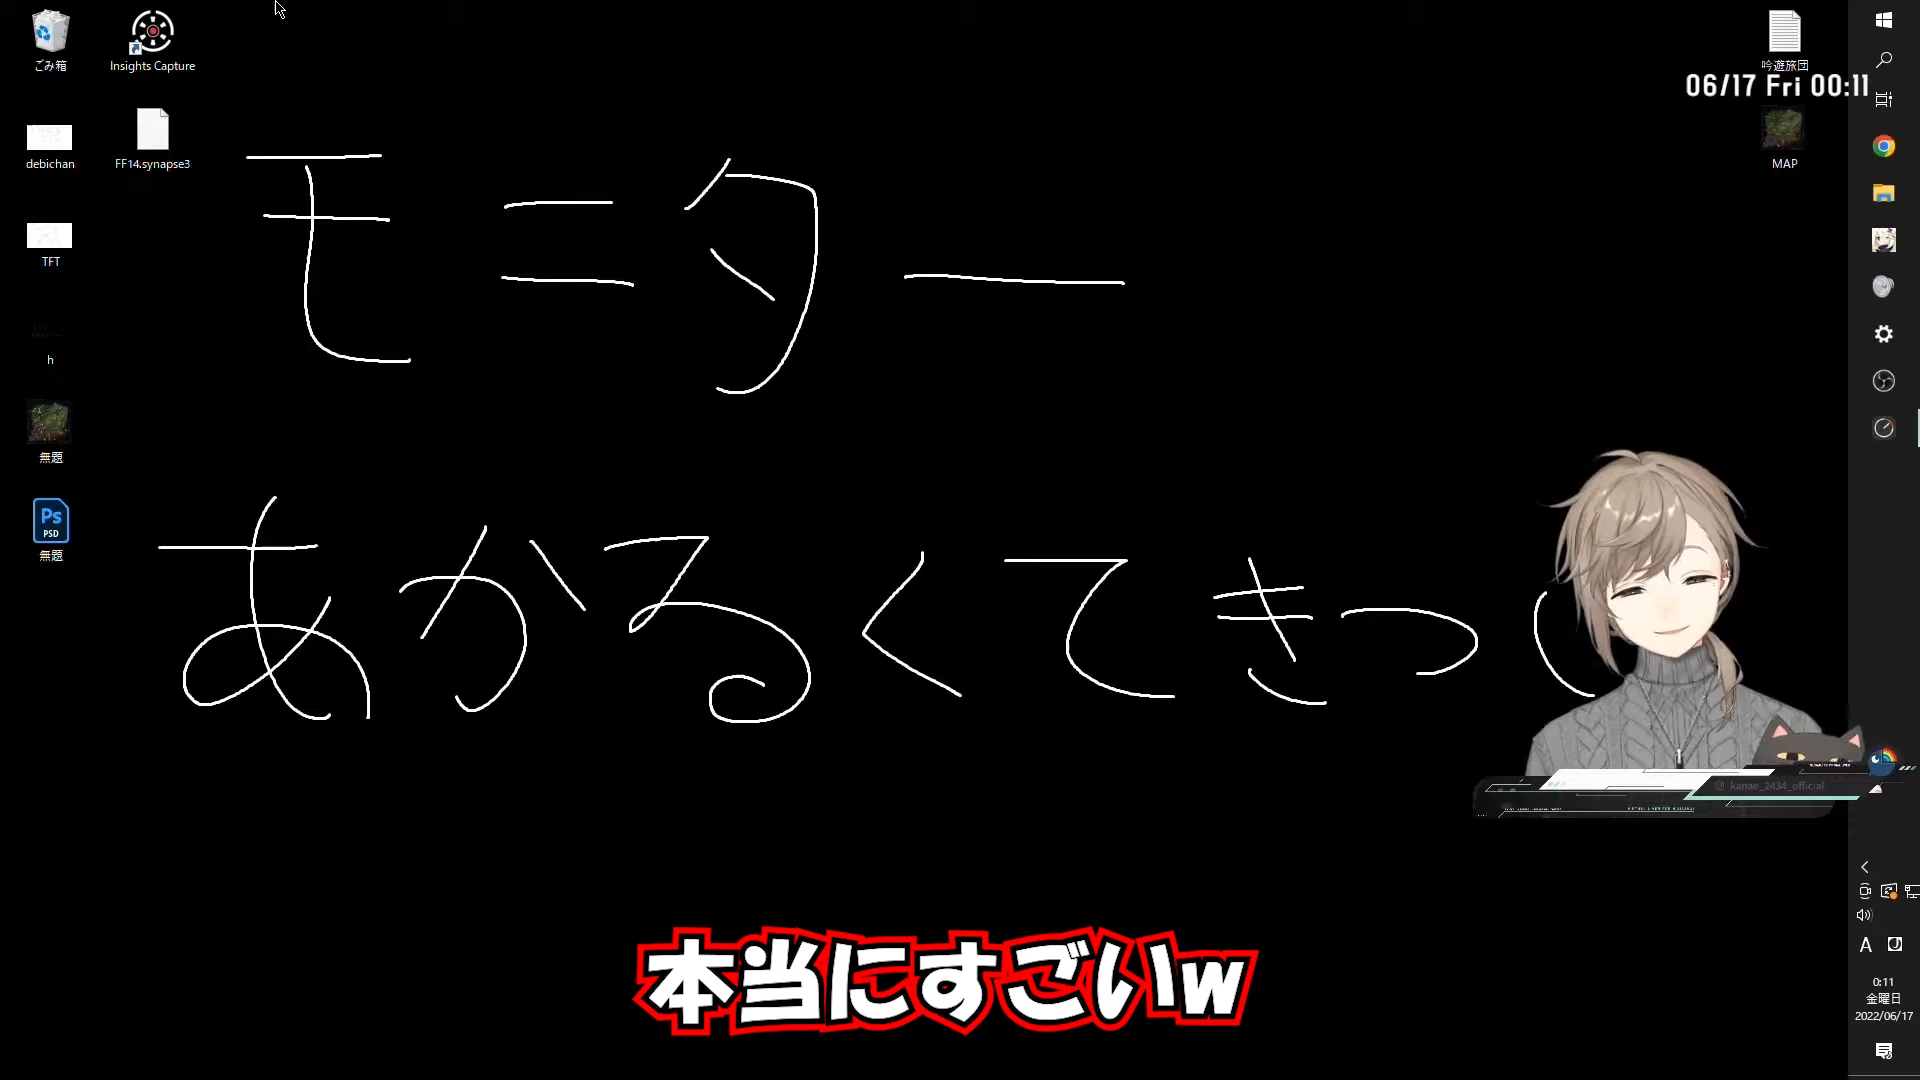 ごみ箱
Insights Capture
debichan
FF14.synapse3
TFT
h
無題
無題
吟遊旅団
06/17 Fri 00:11
MAP
モニター
あかるくてきつ
kanae_2434_official
本当にすごいw
Ps
PSD
A
0:11
金曜日
2022/06/17